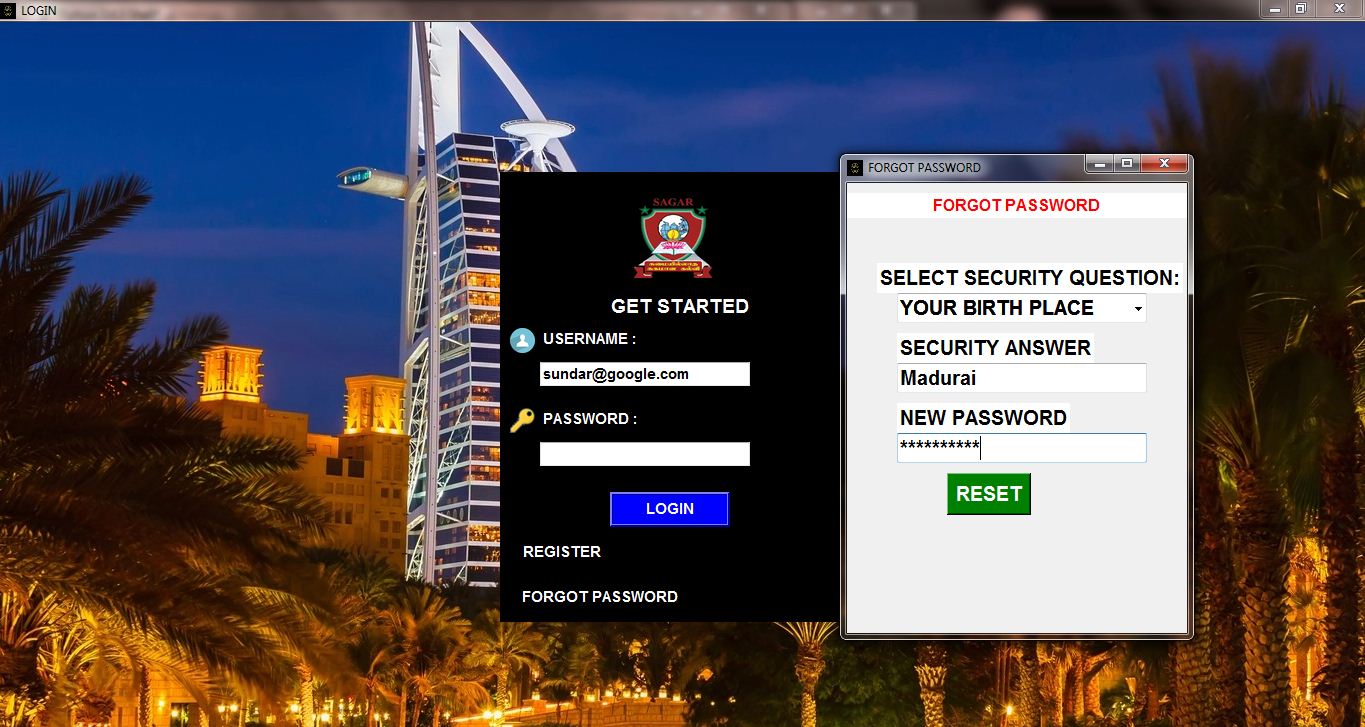 LOGIN
SAGAR
GET STARTED
USERNAME :
sundar@google.com
PASSWORD :
LOGIN
REGISTER
FORGOT PASSWORD
FORGOT PASSWORD
FORGOT PASSWORD
SELECT SECURITY QUESTION:
YOUR BIRTH PLACE
SECURITY ANSWER
Madurai
NEW PASSWORD
**********
RESET